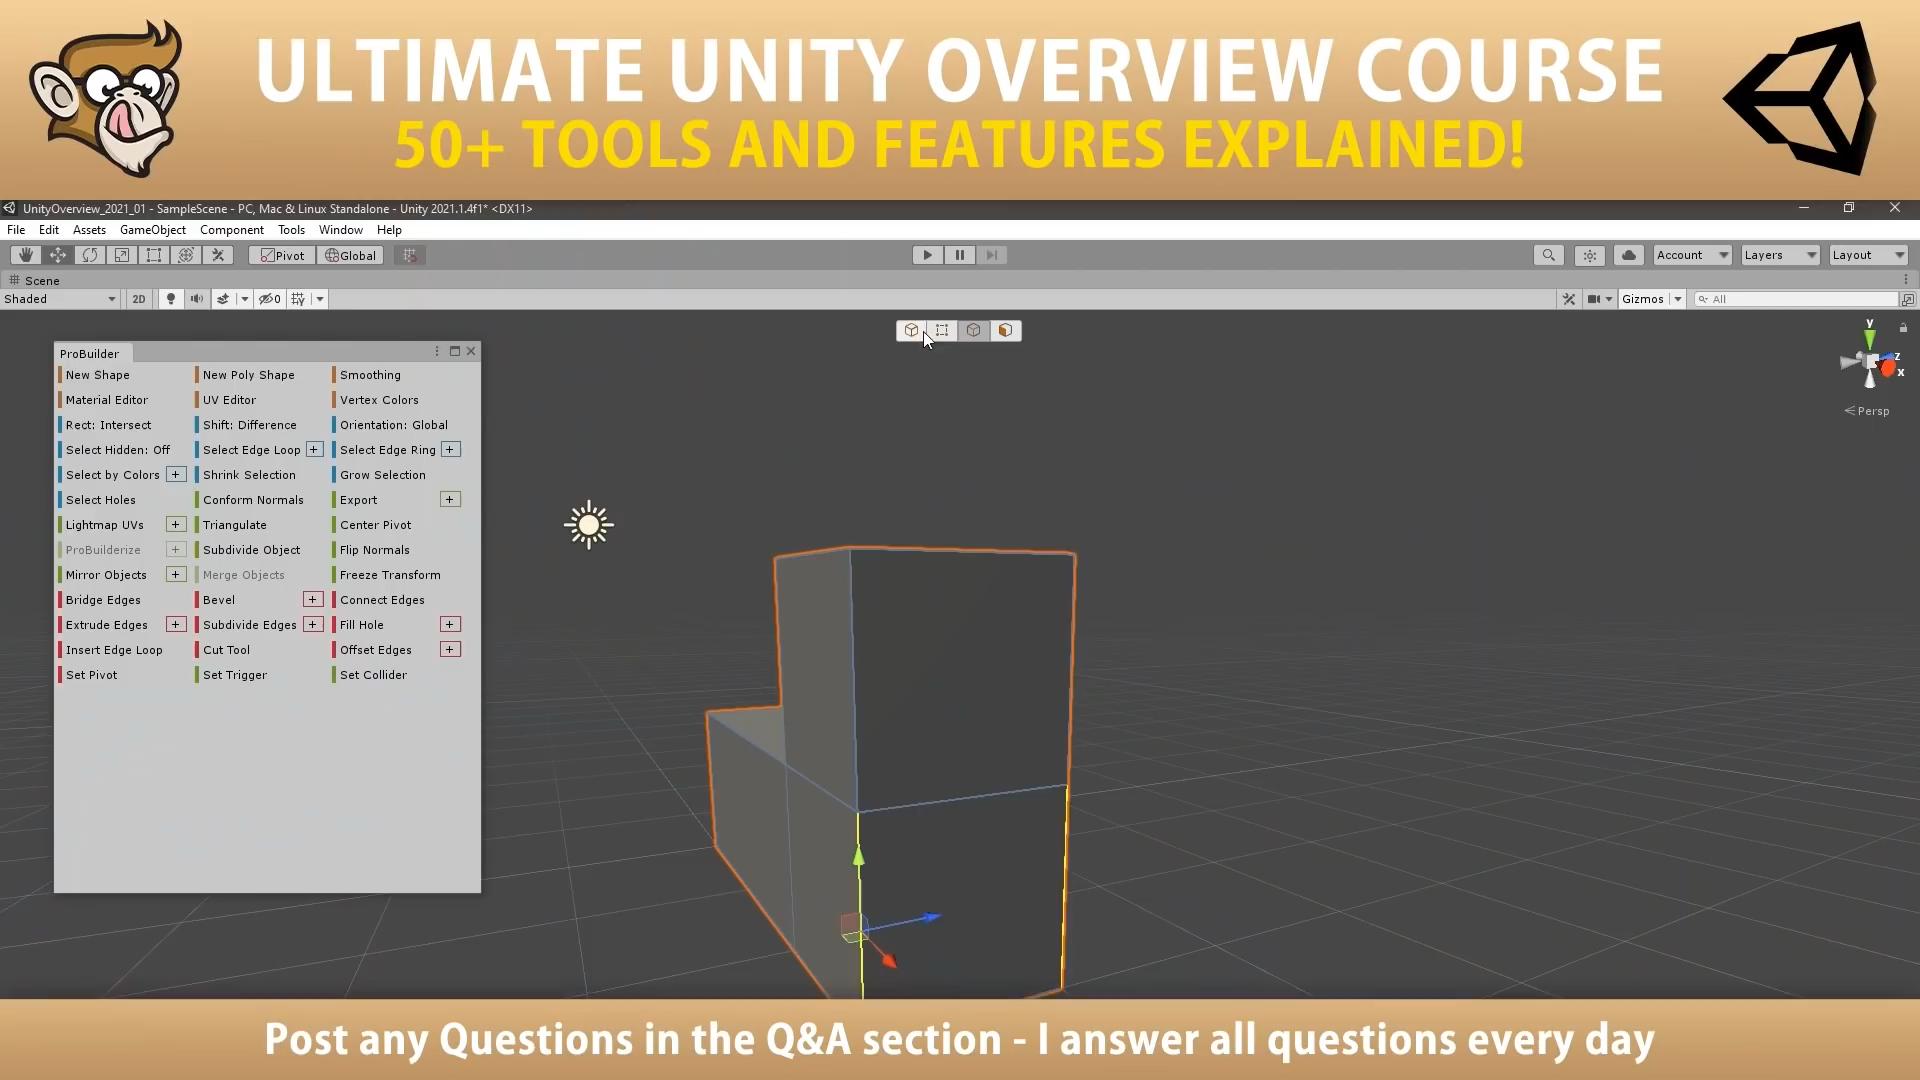 ULTIMATE UNITY OVERVIEW COURSE
50+ TOOLS AND FEATURES EXPLAINED!
UnityOverview_2021_01 - SampleScene - PC, Mac & Linux Standalone - Unity 2021.1.4f1* <DX11>
File Edit Assets GameObject Component Tools Window Help
Pivot Global Account Layers Layout
Scene
Shaded 2D 0 Gizmos All
ProBuilder
New Shape New Poly Shape Smoothing
Material Editor UV Editor Vertex Colors
Rect: Intersect Shift: Difference Orientation: Global
Select Hidden: Off Select Edge Loop + Select Edge Ring +
Select by Colors + Shrink Selection Grow Selection
Select Holes Conform Normals Export +
Lightmap UVs + Triangulate Center Pivot
ProBuilderize + Subdivide Object Flip Normals
Mirror Objects + Merge Objects Freeze Transform
Bridge Edges Bevel + Connect Edges
Extrude Edges + Subdivide Edges + Fill Hole +
Insert Edge Loop Cut Tool Offset Edges +
Set Pivot Set Trigger Set Collider
y
z
x
< Persp
Post any Questions in the Q&A section - I answer all questions every day